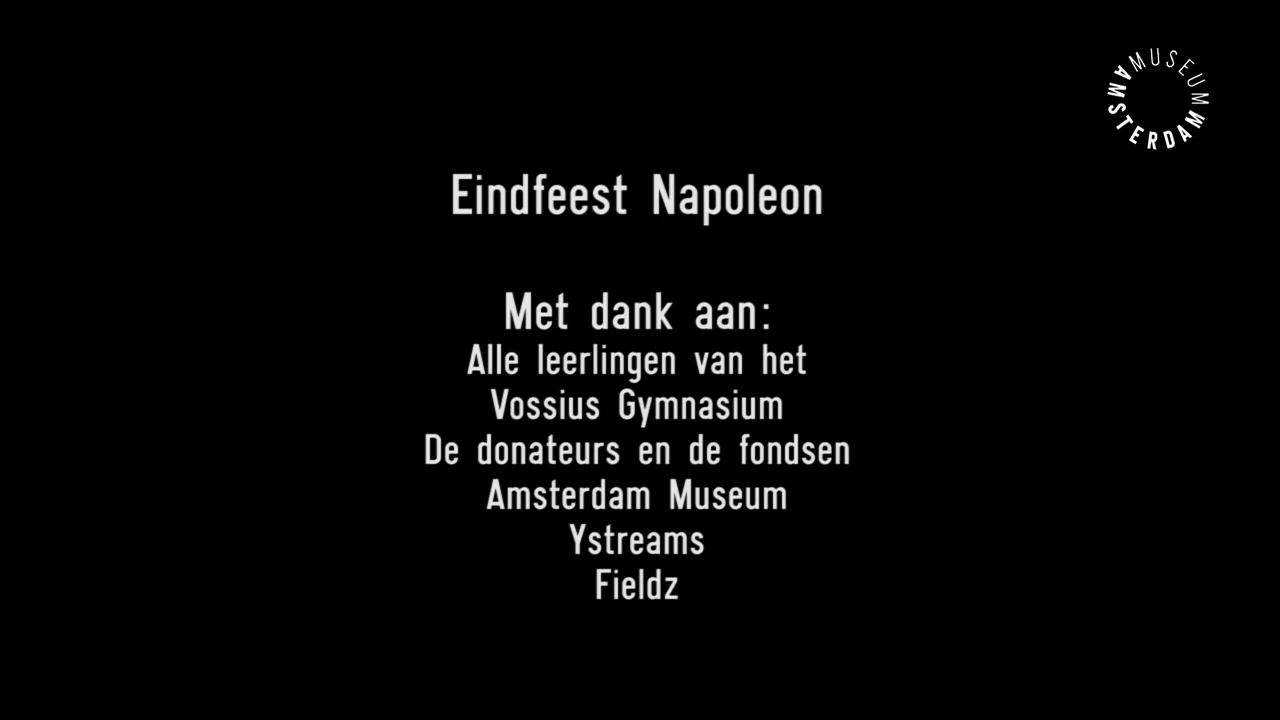 AMSTERDAM MUSEUM
Eindfeest Napoleon
Met dank aan:
Alle leerlingen van het
Vossius Gymnasium
De donateurs en de fondsen
Amsterdam Museum
Ystreams
Fieldz